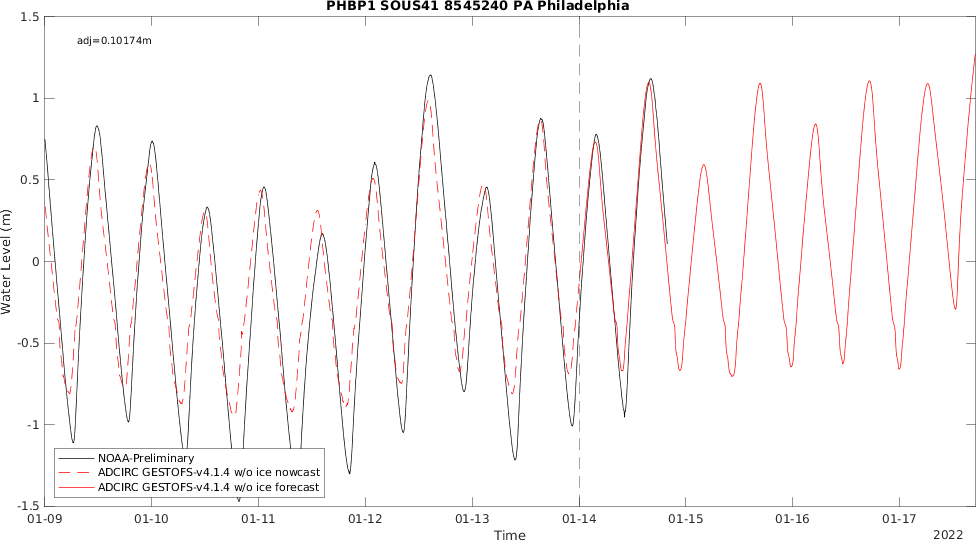 PHBP1 SOUS41 8545240 PA Philadelphia
adj=0.10174m
1.5
1
0.5
0
-0.5
-1
-1.5
Water Level (m)
NOAA-Preliminary
ADCIRC GESTOFS-v4.1.4 w/o ice nowcast
ADCIRC GESTOFS-v4.1.4 w/o ice forecast
01-09 01-10 01-11 01-12 01-13 01-14 01-15 01-16 01-17
Time
2022